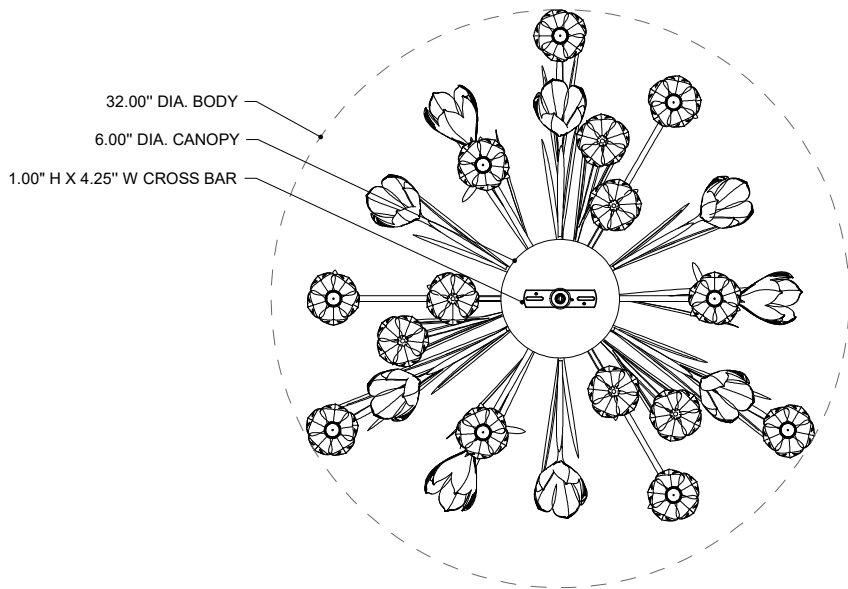 32.00" DIA. BODY
6.00" DIA. CANOPY
1.00" H X 4.25" W CROSS BAR